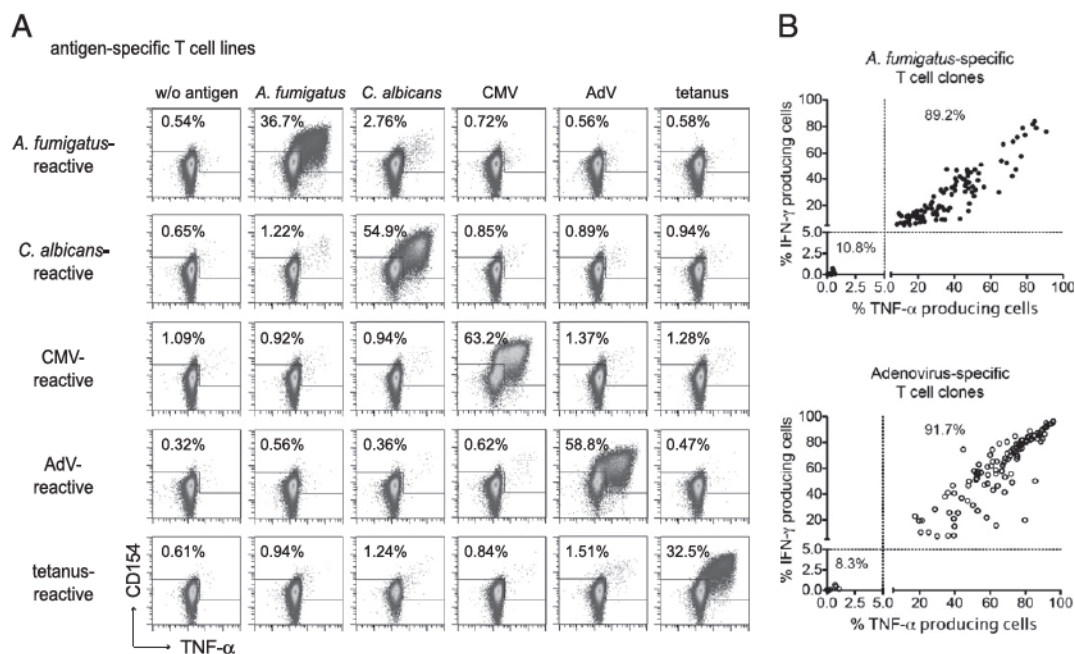 A
antigen-specific T cell lines
w/o antigen A. fumigatus C. albicans CMV AdV tetanus
A. fumigatus-
reactive
0.54% 36.7% 2.76% 0.72% 0.56% 0.58%
C. albicans-
reactive
0.65% 1.22% 54.9% 0.85% 0.89% 0.94%
CMV-
reactive
1.09% 0.92% 0.94% 63.2% 1.37% 1.28%
AdV-
reactive
0.32% 0.56% 0.36% 0.62% 58.8% 0.47%
tetanus-
reactive
0.61% 0.94% 1.24% 0.84% 1.51% 32.5%
CD154
TNF-α
B
A. fumigatus-specific
T cell clones
% IFN-γ producing cells
100
80
60
40
20
5.0
2.5
0.0
89.2%
10.8%
0.0 2.5 5.0 20 40 60 80 100
% TNF-α producing cells
Adenovirus-specific
T cell clones
% IFN-γ producing cells
100
80
60
40
20
5.0
2.5
0.0
91.7%
8.3%
0.0 2.5 5.0 20 40 60 80 100
% TNF-α producing cells